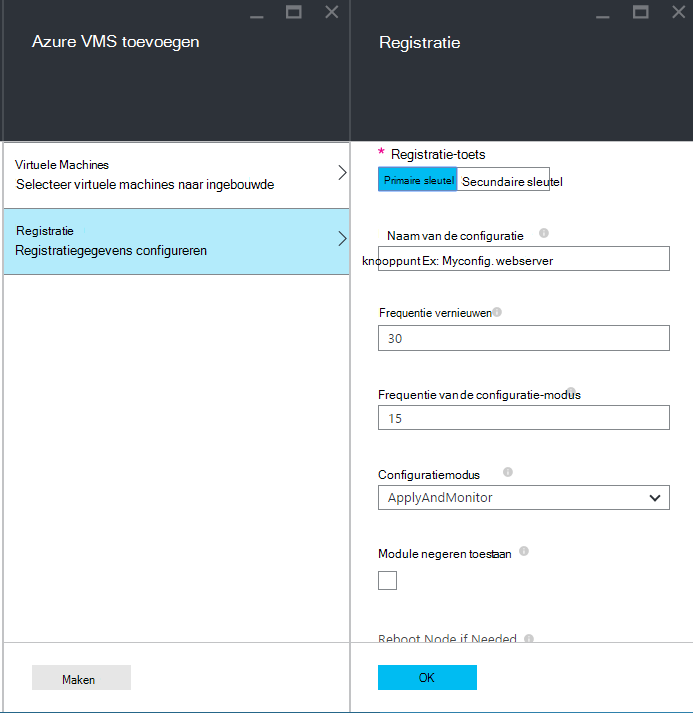 Azure VMS toevoegen
Virtuele Machines
Selecteer virtuele machines naar ingebouwde
Registratie
Registratiegegevens configureren
Maken
Registratie
* Registratie-toets
Primaire sleutel Secundaire sleutel
Naam van de configuratie
knooppunt Ex: Myconfig. webserver
Frequentie vernieuwen
30
Frequentie van de configuratie-modus
15
Configuratiemodus
ApplyAndMonitor
Module negeren toestaan
Reboot Node if Needed
OK